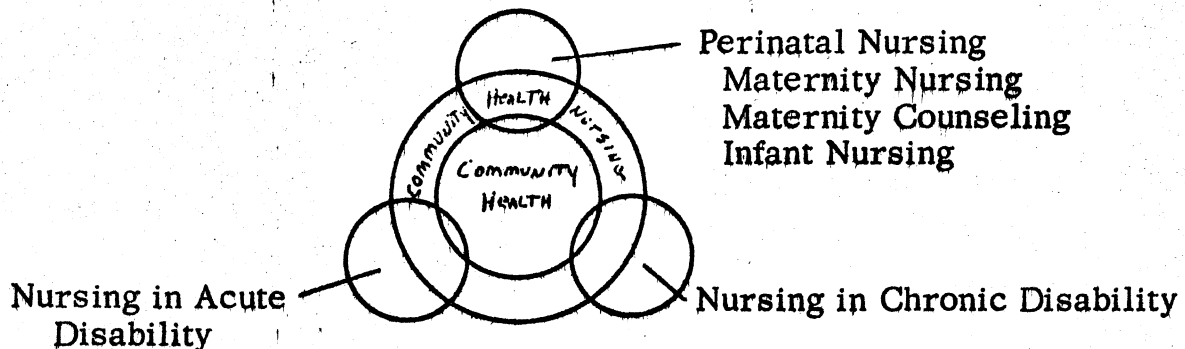 Perinatal Nursing
Maternity Nursing
Maternity Counseling
Infant Nursing
COMMUNITY HEALTH NURSING
COMMUNITY
HEALTH
Nursing in Acute
Disability
Nursing in Chronic Disability